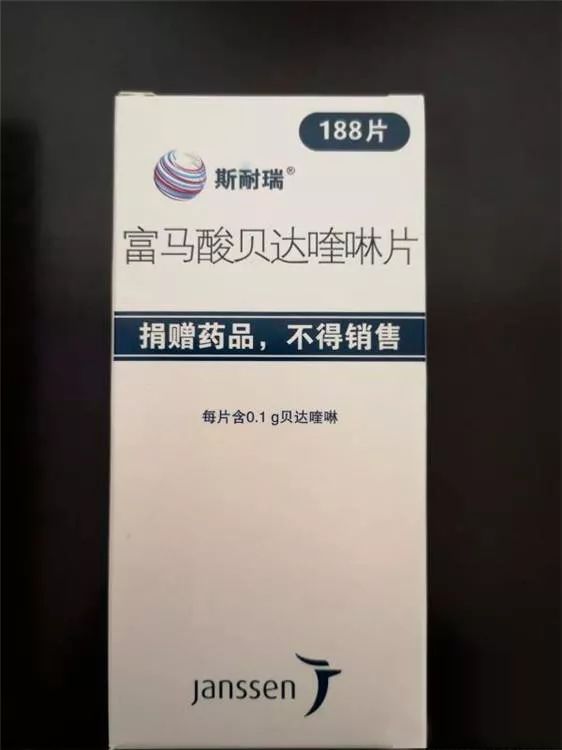 188片
斯耐瑞®
富马酸贝达喹啉片
捐赠药品，不得销售
每片含0.1 g贝达喹啉
janssen